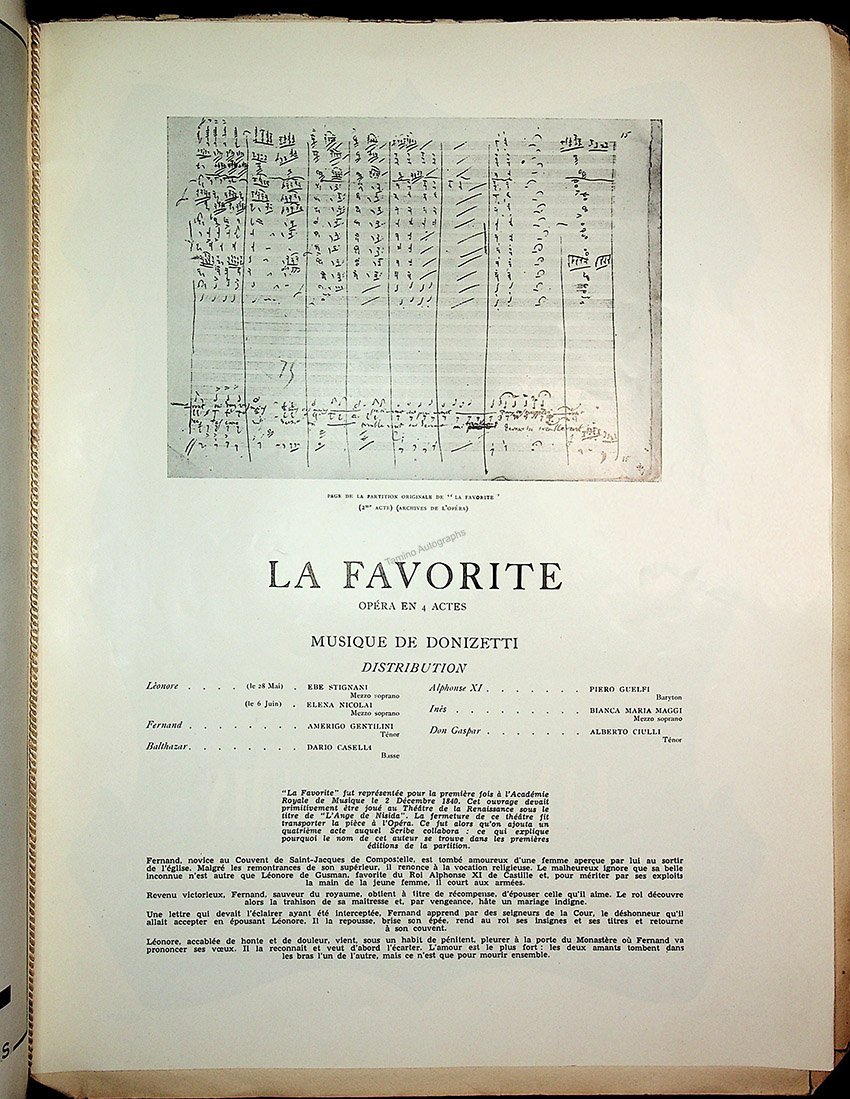 15
PAGE DE LA PARTITION ORIGINALE DE "LA FAVORITE"
(2me ACTE) (ARCHIVES DE L'OPÉRA)
Tamino Autographs
LA FAVORITE
OPÉRA EN 4 ACTES
MUSIQUE DE DONIZETTI
DISTRIBUTION
Léonore . . . . (le 28 Mai) . EBE STIGNANI
Mezzo soprano
(le 6 Juin) . ELENA NICOLAI
Mezzo soprano
Fernand . . . . . . . . AMERIGO GENTILINI
Ténor
Balthazar . . . . . . . . DARIO CASELLI
Basse
Alphonse XI . . . . . . . PIERO GUELFI
Baryton
Inès . . . . . . . . . BIANCA MARIA MAGGI
Mezzo soprano
Don Gaspar . . . . . . . ALBERTO CIULLI
Ténor
"La Favorite" fut représentée pour la première fois à l'Académie
Royale de Musique le 2 Décembre 1840. Cet ouvrage devait
primitivement être joué au Théâtre de la Renaissance sous le
titre de "L'Ange de Nisida". La fermeture de ce théâtre fit
transporter la pièce à l'Opéra. Ce fut alors qu'on ajouta un
quatrième acte auquel Scribe collabora : ce qui explique
pourquoi le nom de cet auteur se trouve dans les premières
éditions de la partition.
Fernand, novice au Couvent de Saint-Jacques de Compostelle, est tombé amoureux d'une femme aperçue par lui au sortir
de l'église. Malgré les remontrances de son supérieur, il renonce à la vocation religieuse. Le malheureux ignore que sa belle
inconnue n'est autre que Léonore de Gusman, favorite du Roi Alphonse XI de Castille et, pour mériter par ses exploits
la main de la jeune femme, il court aux armées.
Revenu victorieux, Fernand, sauveur du royaume, obtient à titre de récompense, d'épouser celle qu'il aime. Le roi découvre
alors la trahison de sa maîtresse et, par vengeance, hâte un mariage indigne.
Une lettre qui devait l'éclairer ayant été interceptée, Fernand apprend par des seigneurs de la Cour, le déshonneur qu'il
allait accepter en épousant Léonore. Il la repousse, brise son épée, rend au roi ses insignes et ses titres et retourne
à son couvent.
Léonore, accablée de honte et de douleur, vient, sous un habit de pénitent, pleurer à la porte du Monastère où Fernand va
prononcer ses vœux. Il la reconnait et veut d'abord l'écarter. L'amour est le plus fort : les deux amants tombent dans
les bras l'un de l'autre, mais ce n'est que pour mourir ensemble.